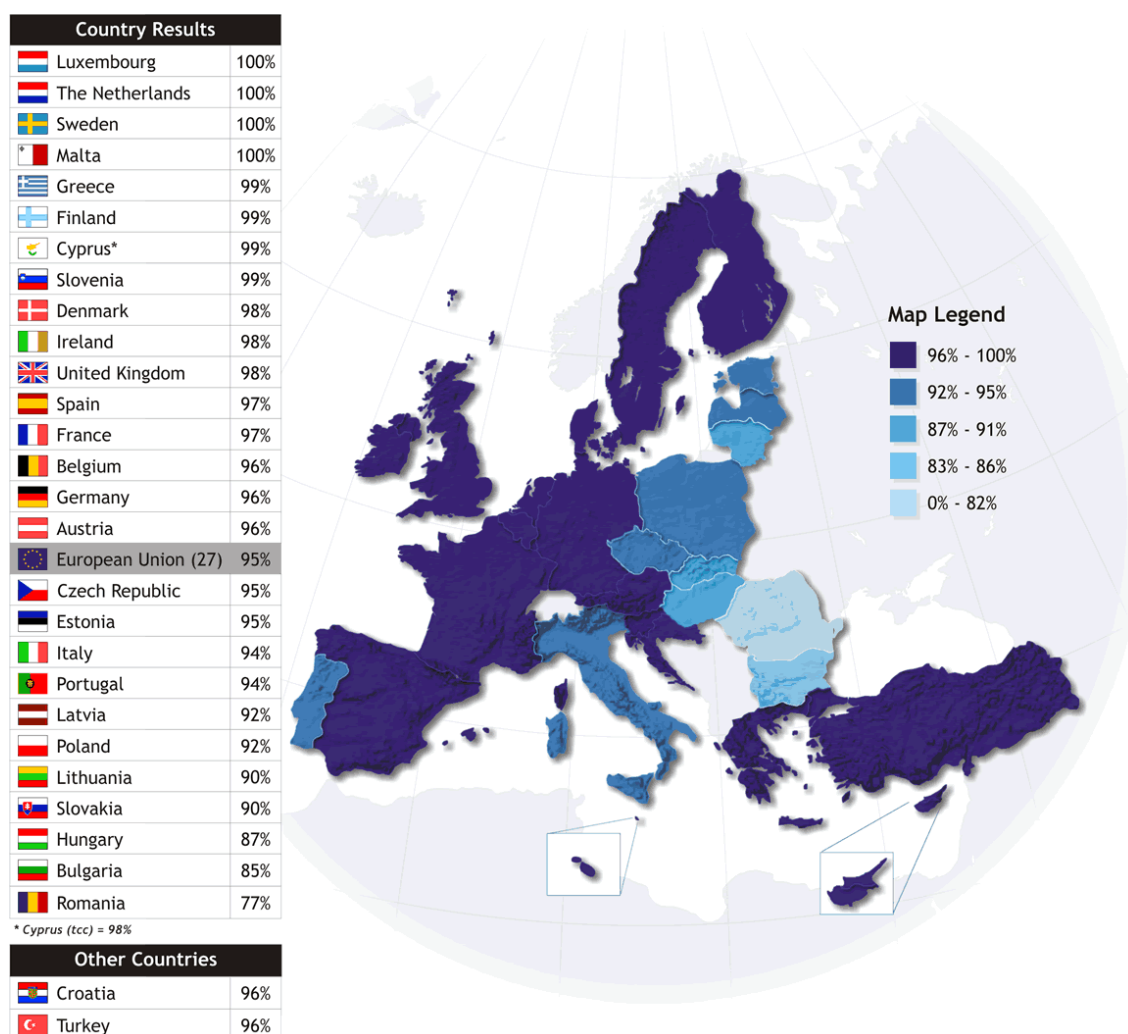 Country Results
Luxembourg 100%
The Netherlands 100%
Sweden 100%
Malta 100%
Greece 99%
Finland 99%
Cyprus* 99%
Slovenia 99%
Denmark 98%
Ireland 98%
United Kingdom 98%
Spain 97%
France 97%
Belgium 96%
Germany 96%
Austria 96%
European Union (27) 95%
Czech Republic 95%
Estonia 95%
Italy 94%
Portugal 94%
Latvia 92%
Poland 92%
Lithuania 90%
Slovakia 90%
Hungary 87%
Bulgaria 85%
Romania 77%
* Cyprus (tcc) = 98%
Other Countries
Croatia 96%
Turkey 96%
Map Legend
96% - 100%
92% - 95%
87% - 91%
83% - 86%
0% - 82%